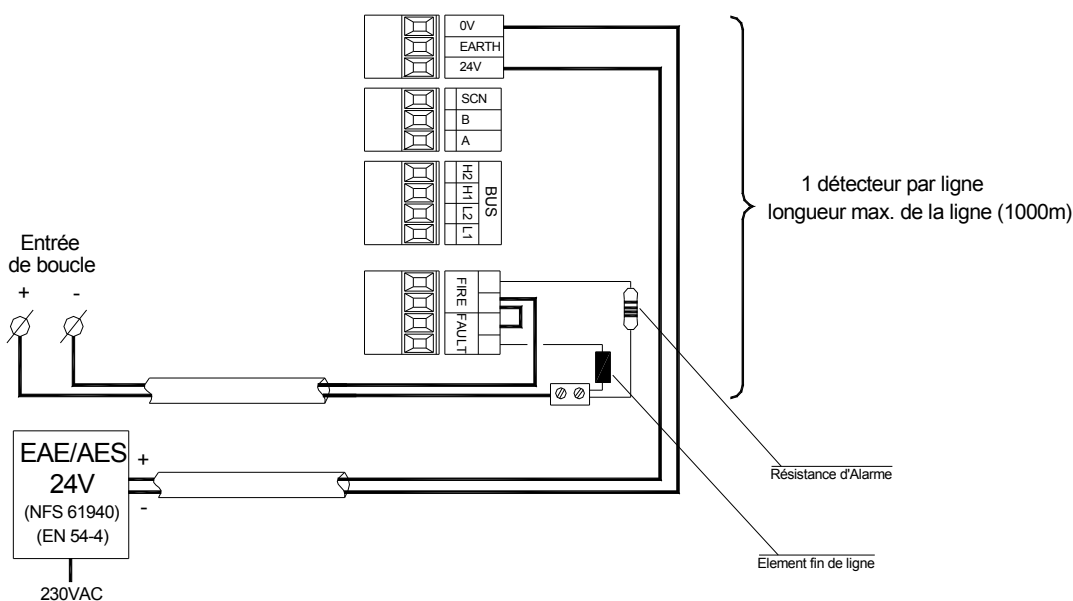 0V
EARTH
24V
SCN
B
A
H2
H1
L2
L1
BUS
1 détecteur par ligne
longueur max. de la ligne (1000m)
Entrée
de boucle
+ -
FIRE
FAULT
EAE/AES
24V
(NFS 61940)
(EN 54-4)
+
-
230VAC
Résistance d'Alarme
Element fin de ligne